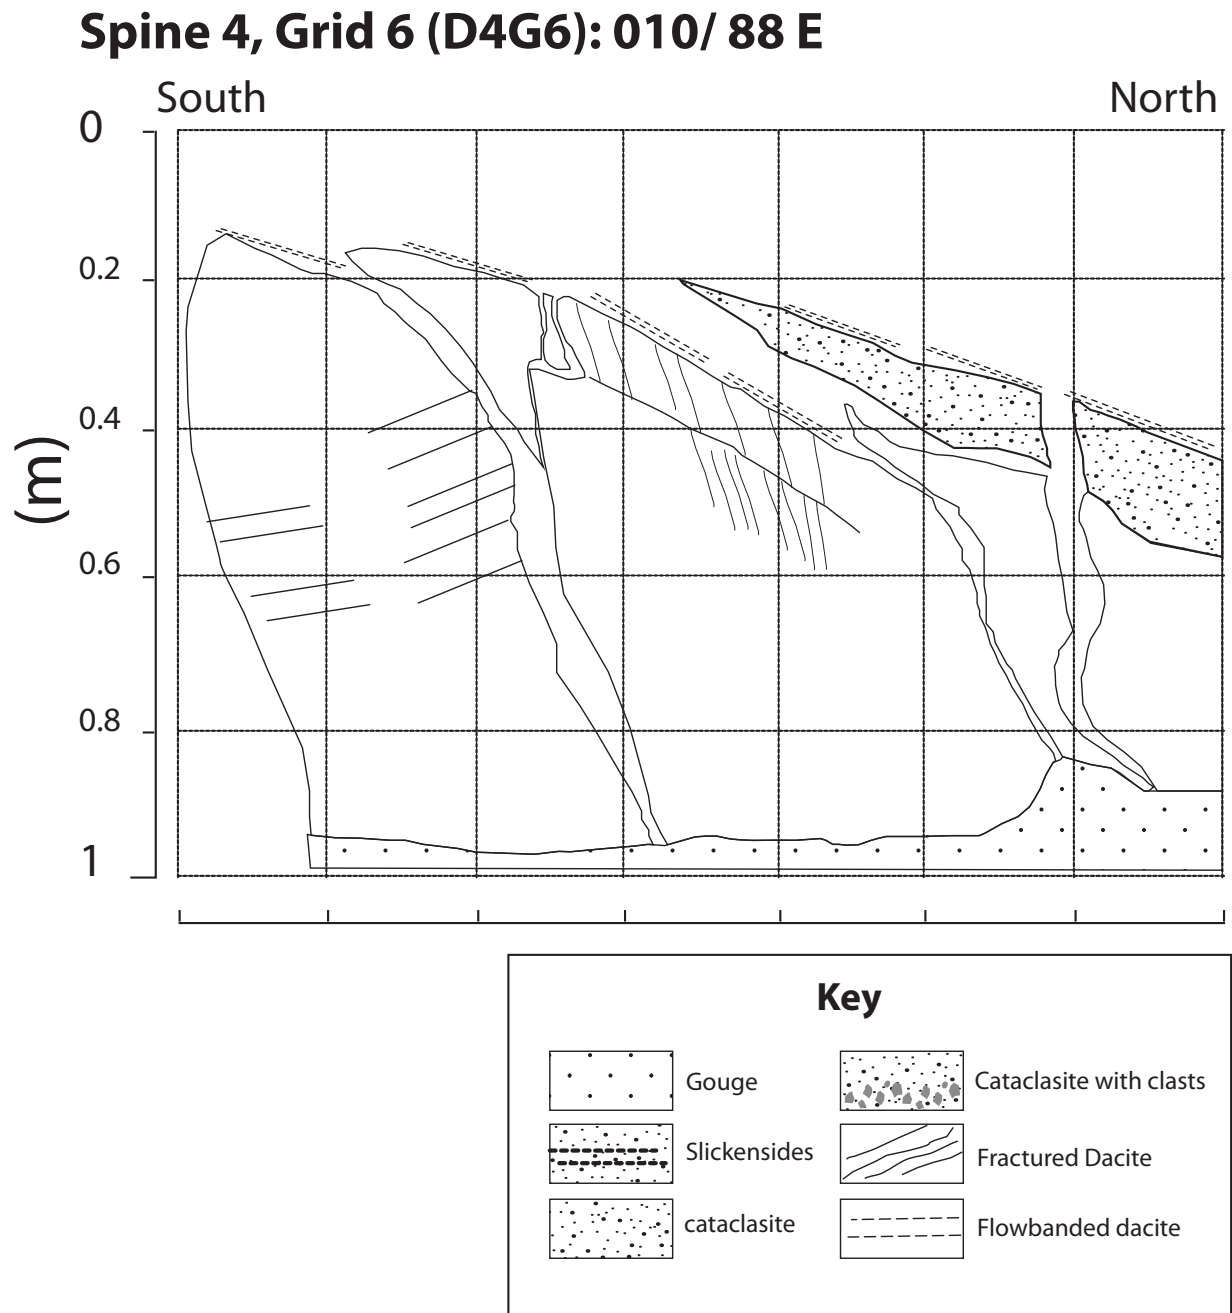 Spine 4, Grid 6 (D4G6): 010/ 88 E
South
North
0
0.2
0.4
(m)
0.6
0.8
1
Key
Gouge
Cataclasite with clasts
Slickensides
Fractured Dacite
cataclasite
Flowbanded dacite